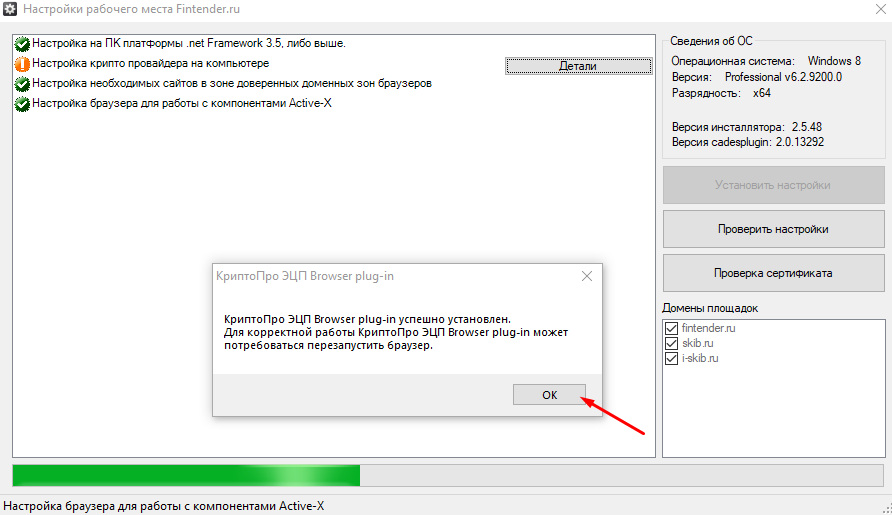 Настройки рабочего места Fintender.ru
Настройка на ПК платформы .net Framework 3.5, либо выше.
Настройка крипто провайдера на компьютере
Детали
Настройка необходимых сайтов в зоне доверенных доменных зон браузеров
Настройка браузера для работы с компонентами Active-X
Сведения об ОС
Операционная система: Windows 8
Версия: Professional v6.2.9200.0
Разрядность: x64
Версия инсталлятора: 2.5.48
Версия cadesplugin: 2.0.13292
Установить настройки
Проверить настройки
Проверка сертификата
Домены площадок
fintender.ru
skib.ru
i-skib.ru
КриптоПро ЭЦП Browser plug-in
КриптоПро ЭЦП Browser plug-in успешно установлен.
Для корректной работы КриптоПро ЭЦП Browser plug-in может
потребоваться перезапустить браузер.
OK
Настройка браузера для работы с компонентами Active-X